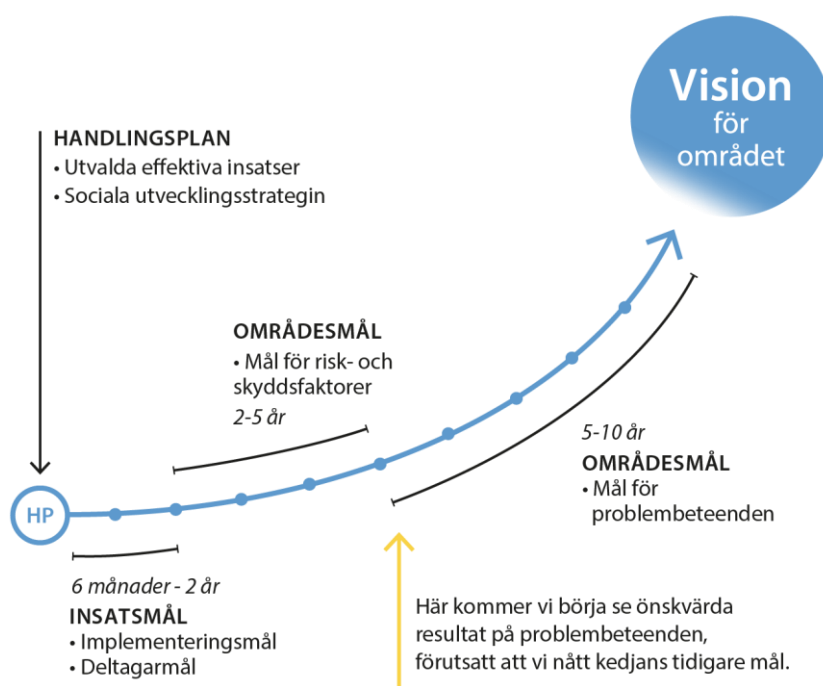 Vision
för
området
HANDLINGSPLAN
• Utvalda effektiva insatser
• Sociala utvecklingsstrategin
OMRÅDESMÅL
• Mål för risk- och
skyddsfaktorer
2-5 år
5-10 år
OMRÅDESMÅL
• Mål för
problembeteenden
HP
6 månader - 2 år
INSATSMÅL
• Implementeringsmål
• Deltagarmål
Här kommer vi börja se önskvärda
resultat på problembeteenden,
förutsatt att vi nått kedjans tidigare mål.